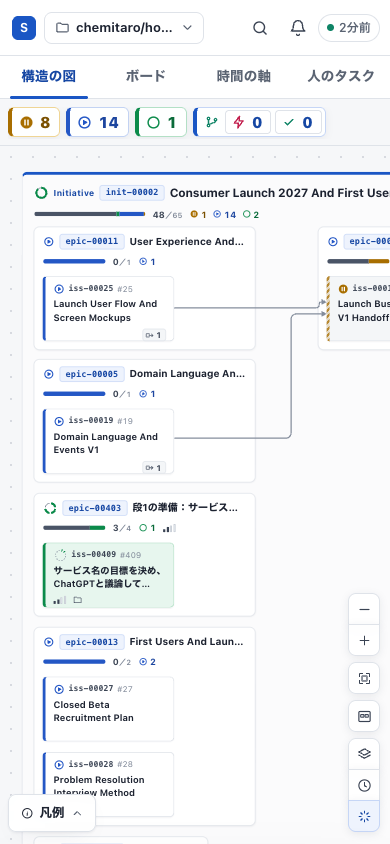 S
chemitaro/ho...
2分前
構造の図
ボード
時間の軸
人のタスク
8
14
1
0
0
Initiative init-00002 Consumer Launch 2027 And First Use
48/65 1 14 2
epic-00011 User Experience And...
0/1 1
iss-00025 #25
Launch User Flow And
Screen Mockups
1
epic-000
iss-0001
Launch Bus
V1 Handoff
epic-00005 Domain Language An...
0/1 1
iss-00019 #19
Domain Language And
Events V1
1
epic-00403 段1の準備：サービス...
3/4 1
iss-00409 #409
サービス名の目標を決め、
ChatGPTと議論して...
epic-00013 First Users And Laun...
0/2 2
iss-00027 #27
Closed Beta
Recruitment Plan
iss-00028 #28
Problem Resolution
Interview Method
凡例